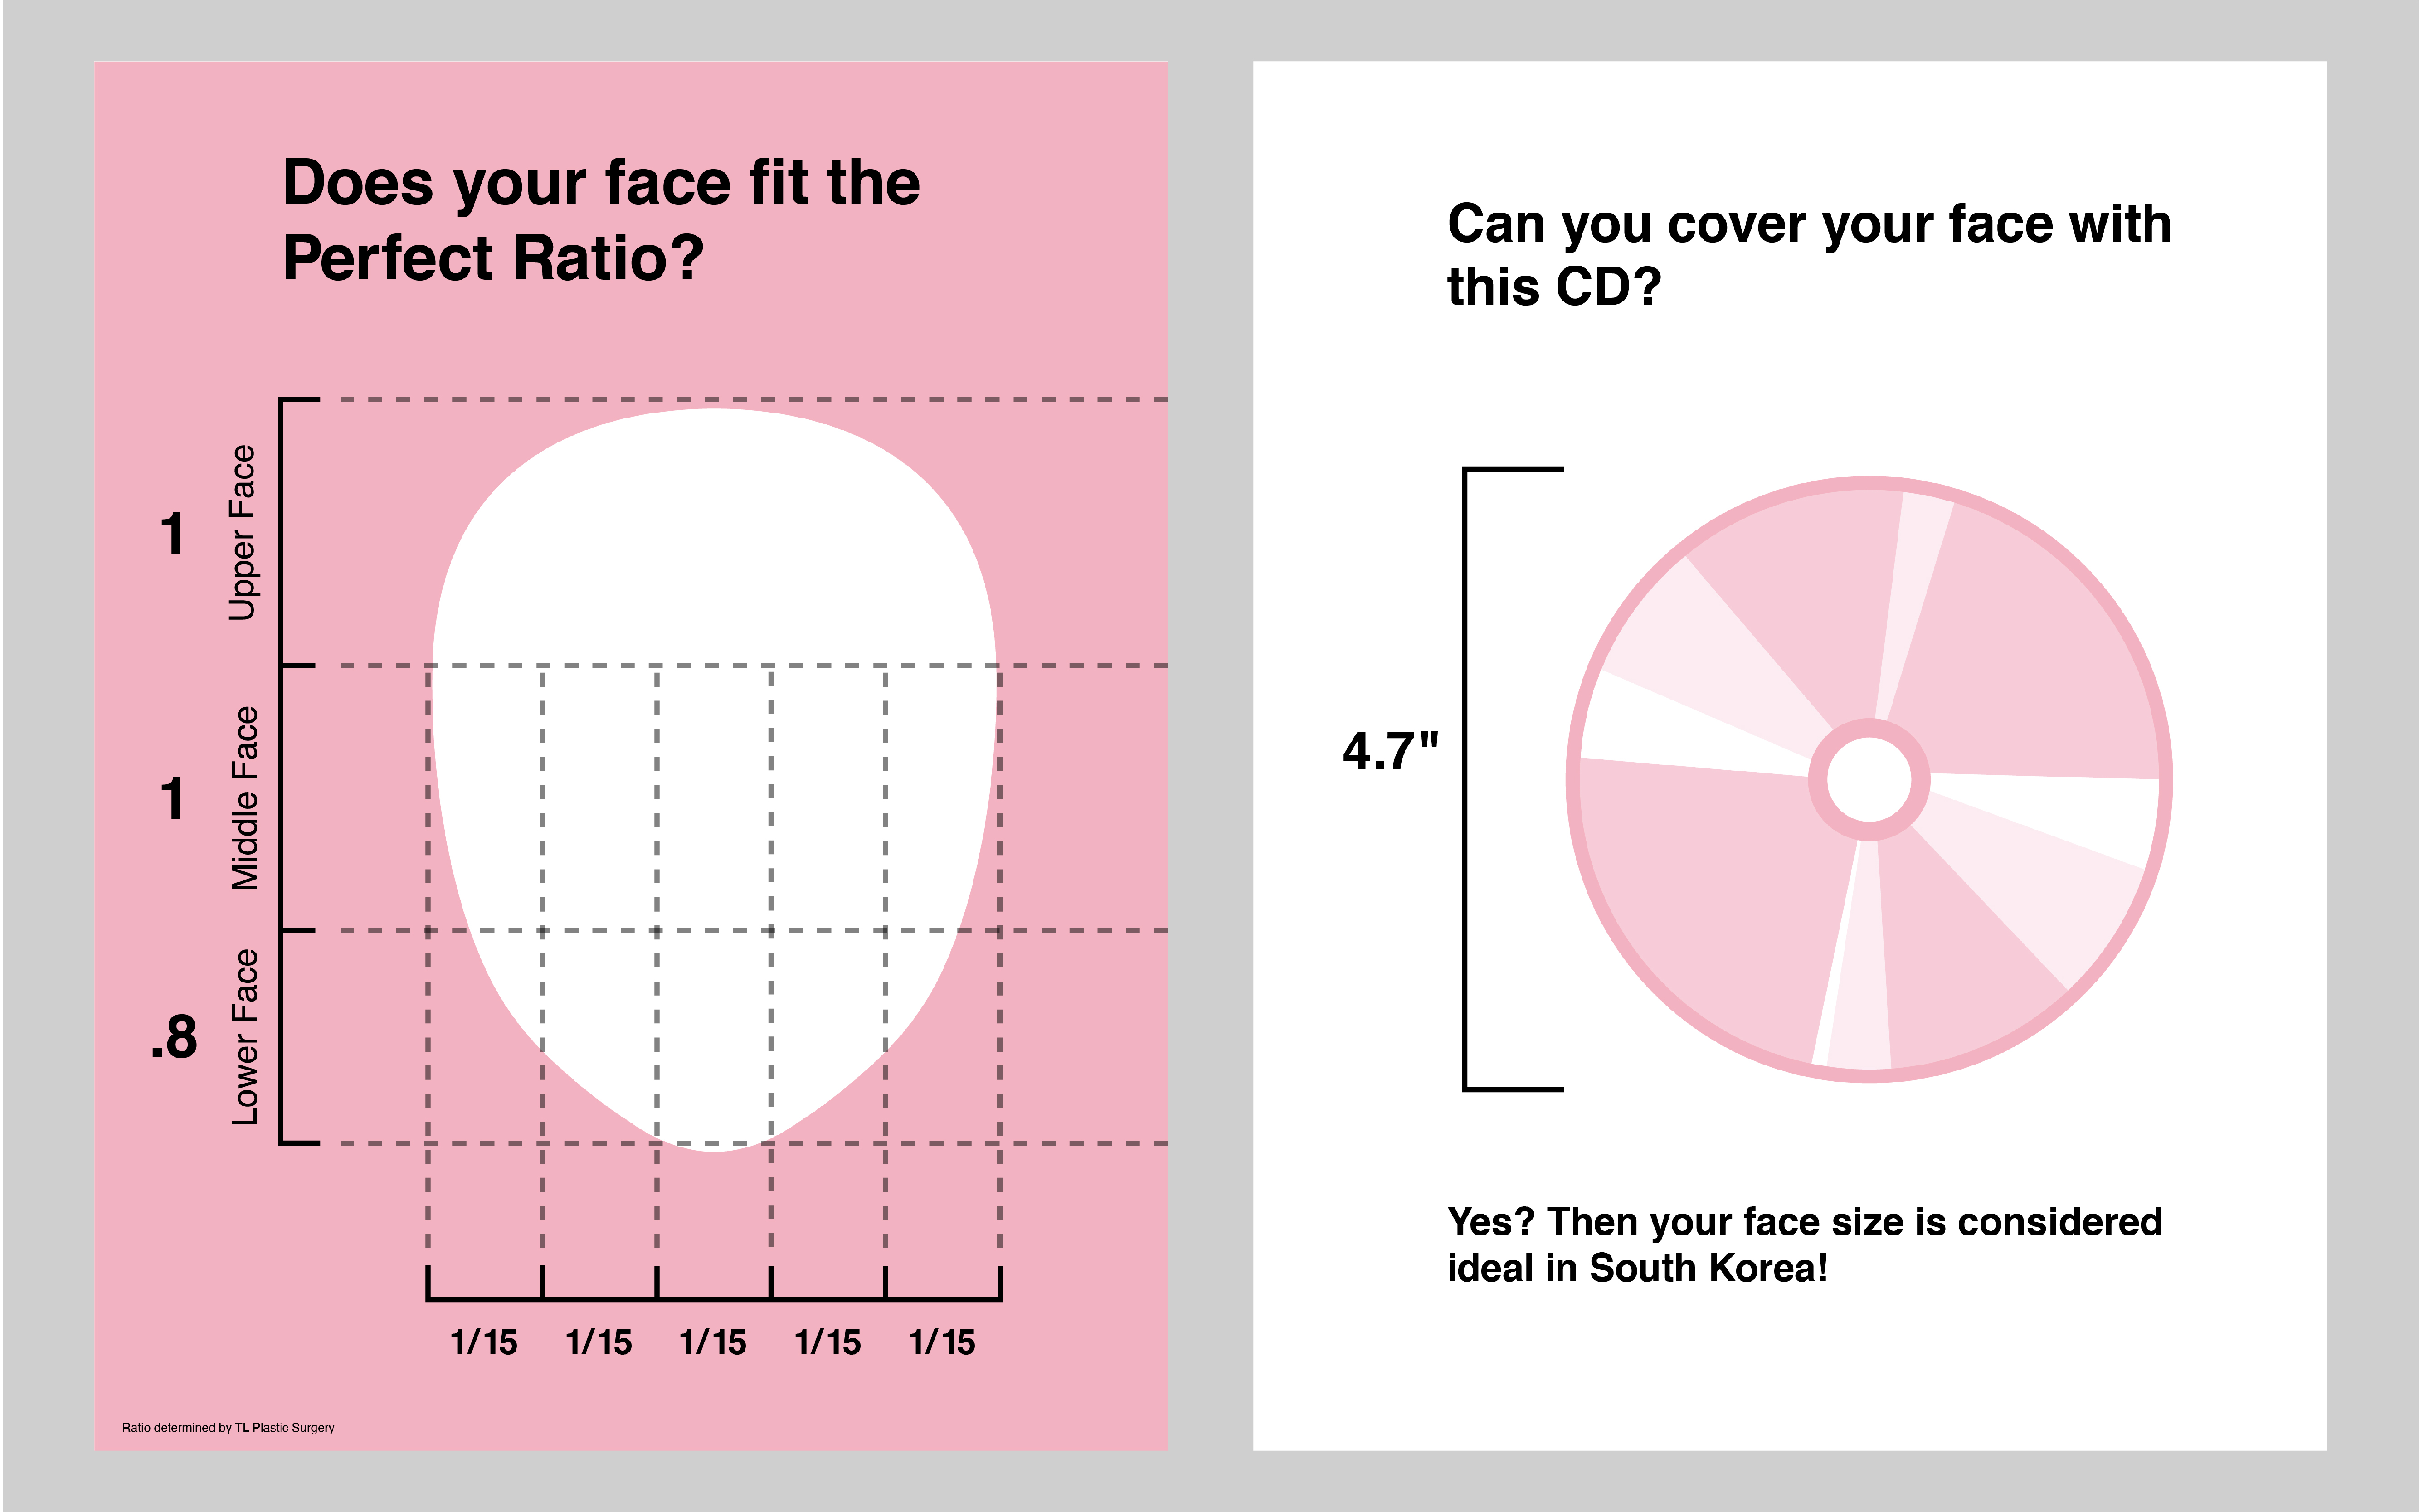 Does your face fit the
Perfect Ratio?
1
Upper Face
1
Middle Face
.8
Lower Face
1/15 1/15 1/15 1/15 1/15
Ratio determined by TL Plastic Surgery
Can you cover your face with
this CD?
4.7"
Yes? Then your face size is considered
ideal in South Korea!